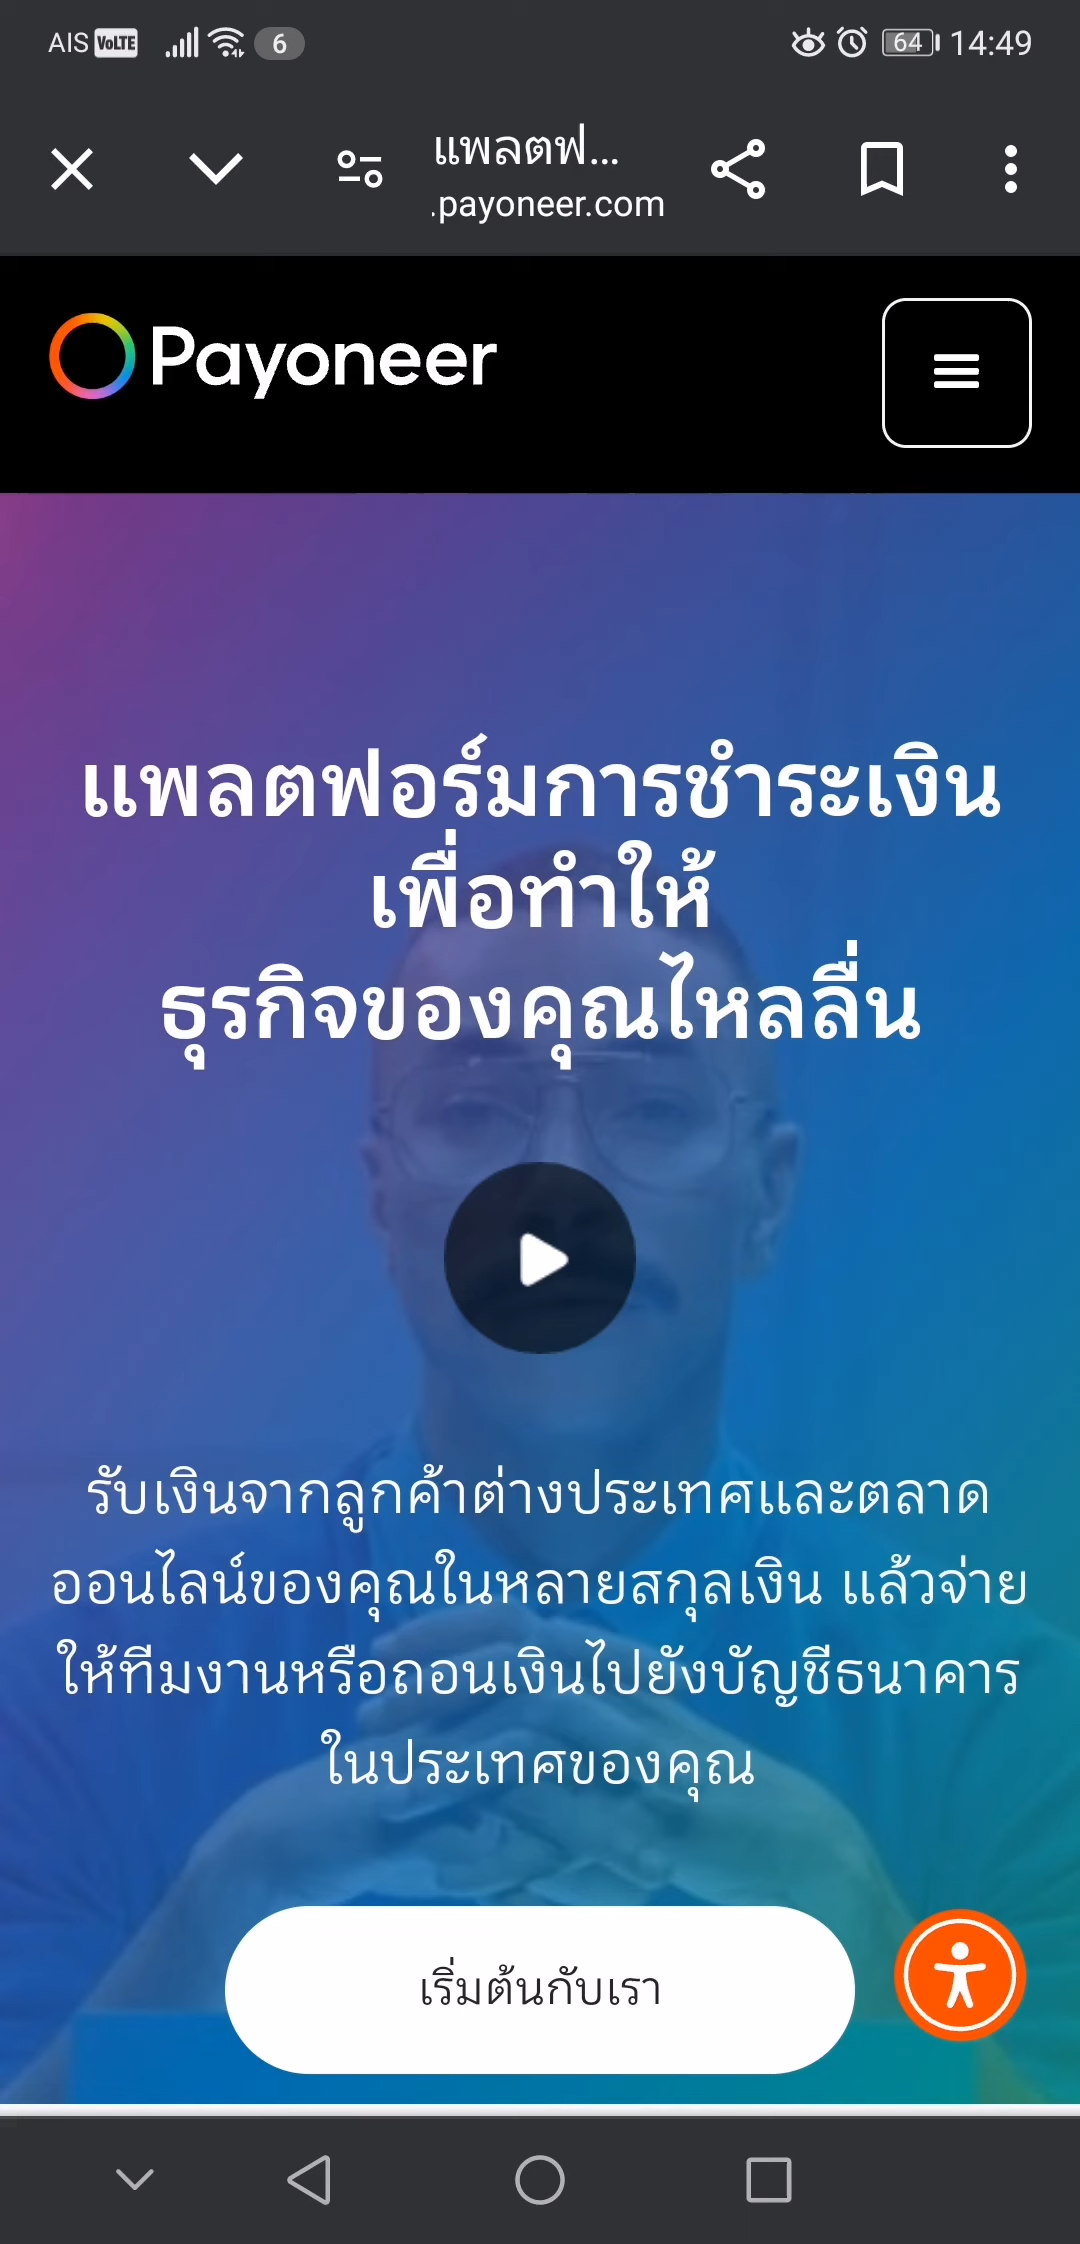 AIS VoLTE 6 64 14:49
แพลตฟ...
.payoneer.com
Payoneer
แพลตฟอร์มการชำระเงิน
เพื่อทำให้
ธุรกิจของคุณไหลลื่น
รับเงินจากลูกค้าต่างประเทศและตลาด
ออนไลน์ของคุณในหลายสกุลเงิน แล้วจ่าย
ให้ทีมงานหรือถอนเงินไปยังบัญชีธนาคาร
ในประเทศของคุณ
เริ่มต้นกับเรา